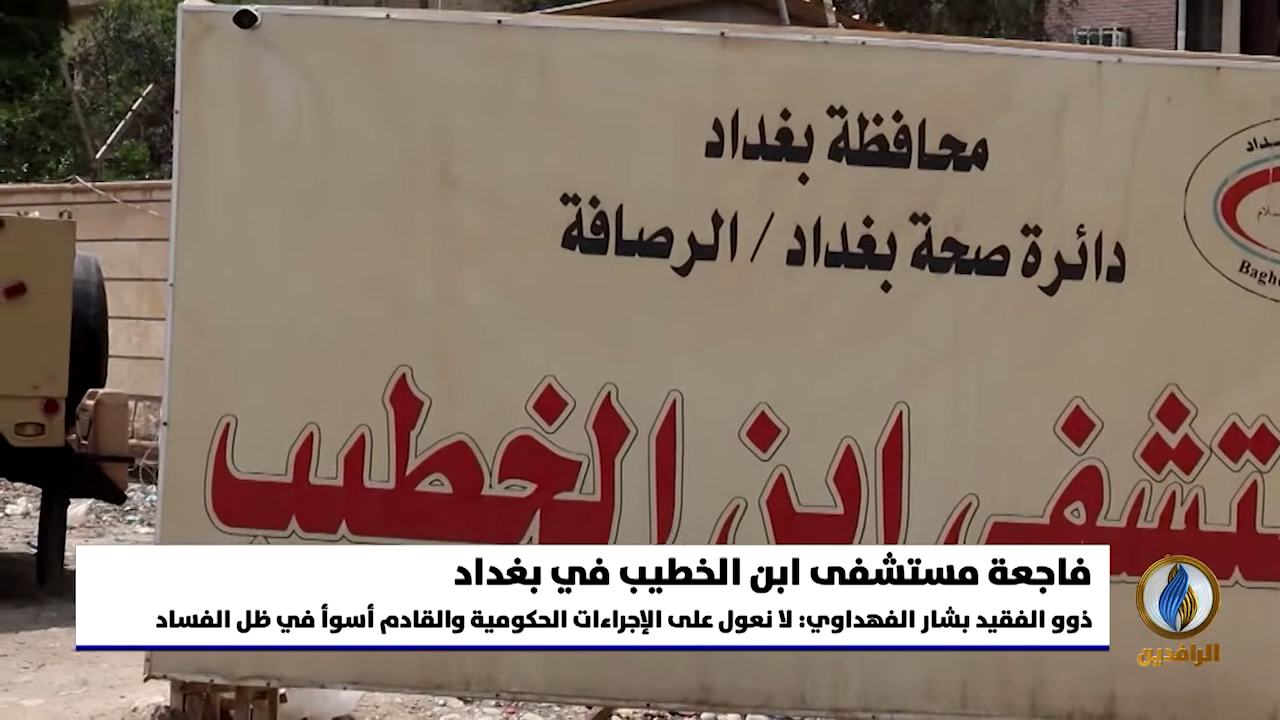 محافظة بغداد
دائرة صحة بغداد / الرصافة
ابن الخطيب
فاجعة مستشفى ابن الخطيب في بغداد
ذوو الفقيد بشار الفهداوي: لا نعول على الإجراءات الحكومية والقادم أسوأ في ظل الفساد
الرافدين